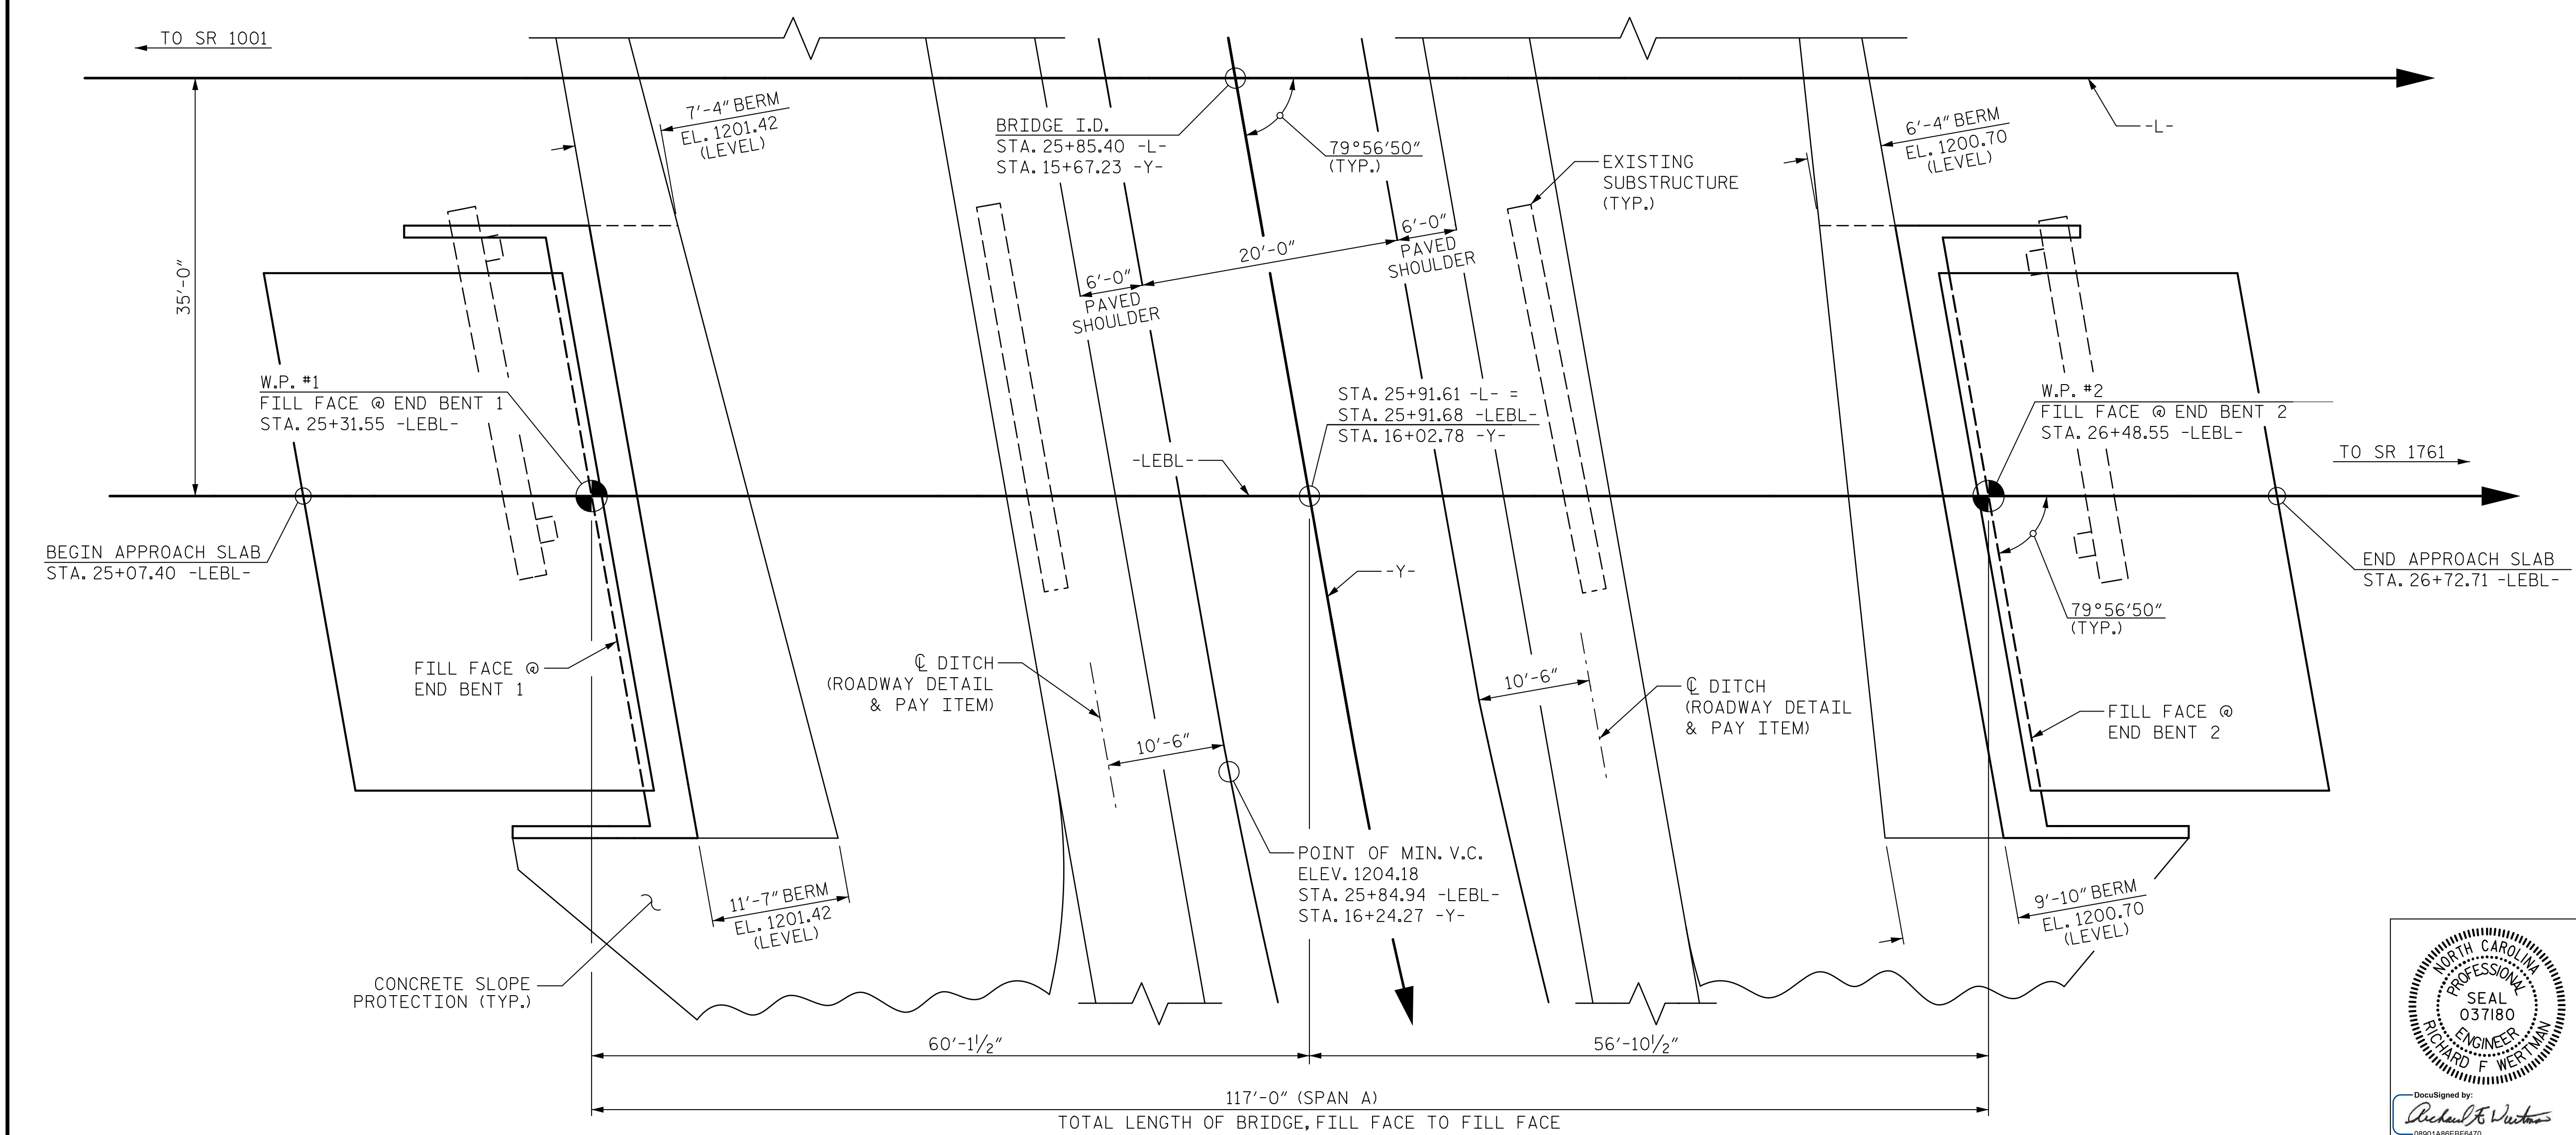 TO SR 1001
7'-4" BERM
EL. 1201.42
(LEVEL)
BRIDGE I.D.
STA. 25+85.40 -L-
STA. 15+67.23 -Y-
79°56'50"
(TYP.)
EXISTING
SUBSTRUCTURE
(TYP.)
6'-4" BERM
EL. 1200.70
(LEVEL)
-L-
35'-0"
6'-0"
PAVED
SHOULDER
20'-0"
6'-0"
PAVED
SHOULDER
W.P. #1
FILL FACE @ END BENT 1
STA. 25+31.55 -LEBL-
STA. 25+91.61 -L- =
STA. 25+91.68 -LEBL-
STA. 16+02.78 -Y-
W.P. #2
FILL FACE @ END BENT 2
STA. 26+48.55 -LEBL-
TO SR 1761
-LEBL-
BEGIN APPROACH SLAB
STA. 25+07.40 -LEBL-
-Y-
END APPROACH SLAB
STA. 26+72.71 -LEBL-
79°56'50"
(TYP.)
FILL FACE @
END BENT 1
℄ DITCH
(ROADWAY DETAIL
& PAY ITEM)
10'-6"
10'-6"
℄ DITCH
(ROADWAY DETAIL
& PAY ITEM)
FILL FACE @
END BENT 2
POINT OF MIN. V.C.
ELEV. 1204.18
STA. 25+84.94 -LEBL-
STA. 16+24.27 -Y-
11'-7" BERM
EL. 1201.42
(LEVEL)
9'-10" BERM
EL. 1200.70
(LEVEL)
CONCRETE SLOPE
PROTECTION (TYP.)
60'-1½"
56'-10½"
117'-0" (SPAN A)
TOTAL LENGTH OF BRIDGE, FILL FACE TO FILL FACE
NORTH CAROLINA
PROFESSIONAL
SEAL
037180
ENGINEER
RICHARD F WERTMAN
DocuSigned by:
Richard F Wertman
08901A86EBE6470